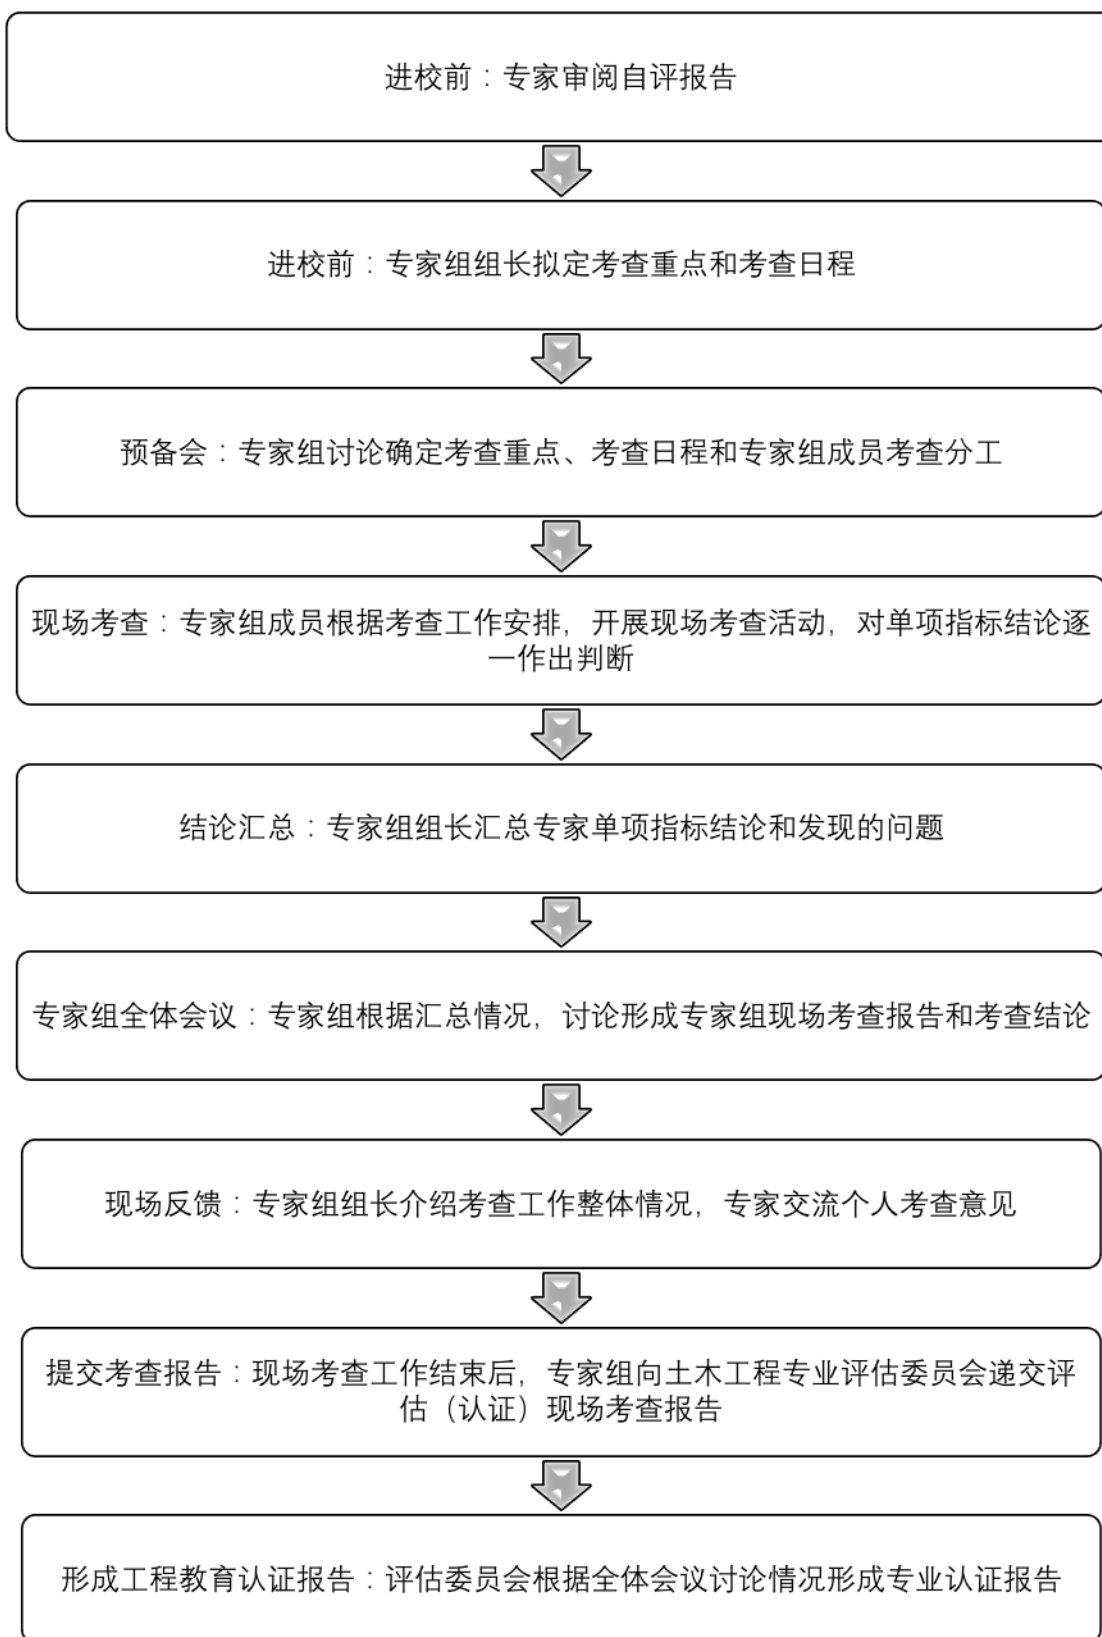 进校前：专家审阅自评报告
进校前：专家组组长拟定考查重点和考查日程
预备会：专家组讨论确定考查重点、考查日程和专家组成员考查分工
现场考查：专家组成员根据考查工作安排，开展现场考查活动，对单项指标结论逐
一作出判断
结论汇总：专家组组长汇总专家单项指标结论和发现的问题
专家组全体会议：专家组根据汇总情况，讨论形成专家组现场考查报告和考查结论
现场反馈：专家组组长介绍考查工作整体情况，专家交流个人考查意见
提交考查报告：现场考查工作结束后，专家组向土木工程专业评估委员会递交评
估（认证）现场考查报告
形成工程教育认证报告：评估委员会根据全体会议讨论情况形成专业认证报告